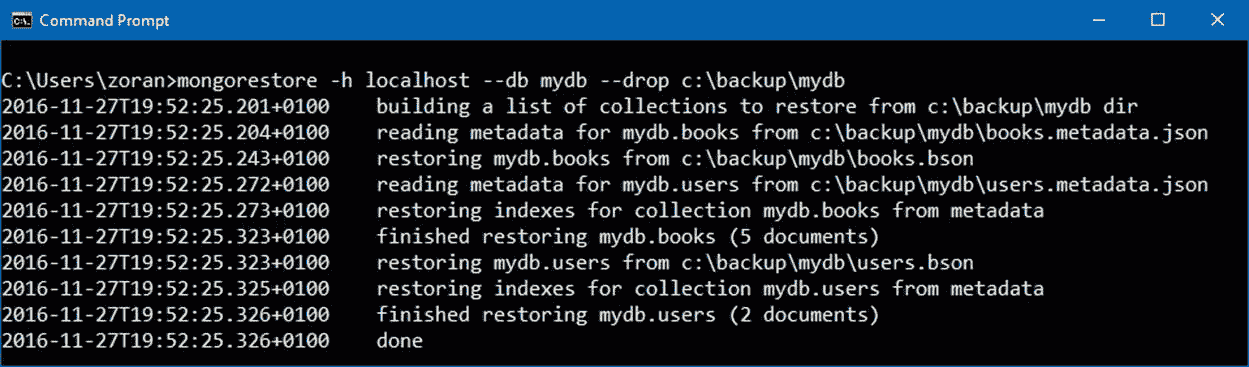 Command Prompt
C:\Users\zoran>mongorestore -h localhost --db mydb --drop c:\backup\mydb
2016-11-27T19:52:25.201+0100    building a list of collections to restore from c:\backup\mydb dir
2016-11-27T19:52:25.204+0100    reading metadata for mydb.books from c:\backup\mydb\books.metadata.json
2016-11-27T19:52:25.243+0100    restoring mydb.books from c:\backup\mydb\books.bson
2016-11-27T19:52:25.272+0100    reading metadata for mydb.users from c:\backup\mydb\users.metadata.json
2016-11-27T19:52:25.273+0100    restoring indexes for collection mydb.books from metadata
2016-11-27T19:52:25.323+0100    finished restoring mydb.books (5 documents)
2016-11-27T19:52:25.323+0100    restoring mydb.users from c:\backup\mydb\users.bson
2016-11-27T19:52:25.325+0100    restoring indexes for collection mydb.users from metadata
2016-11-27T19:52:25.326+0100    finished restoring mydb.users (2 documents)
2016-11-27T19:52:25.326+0100    done